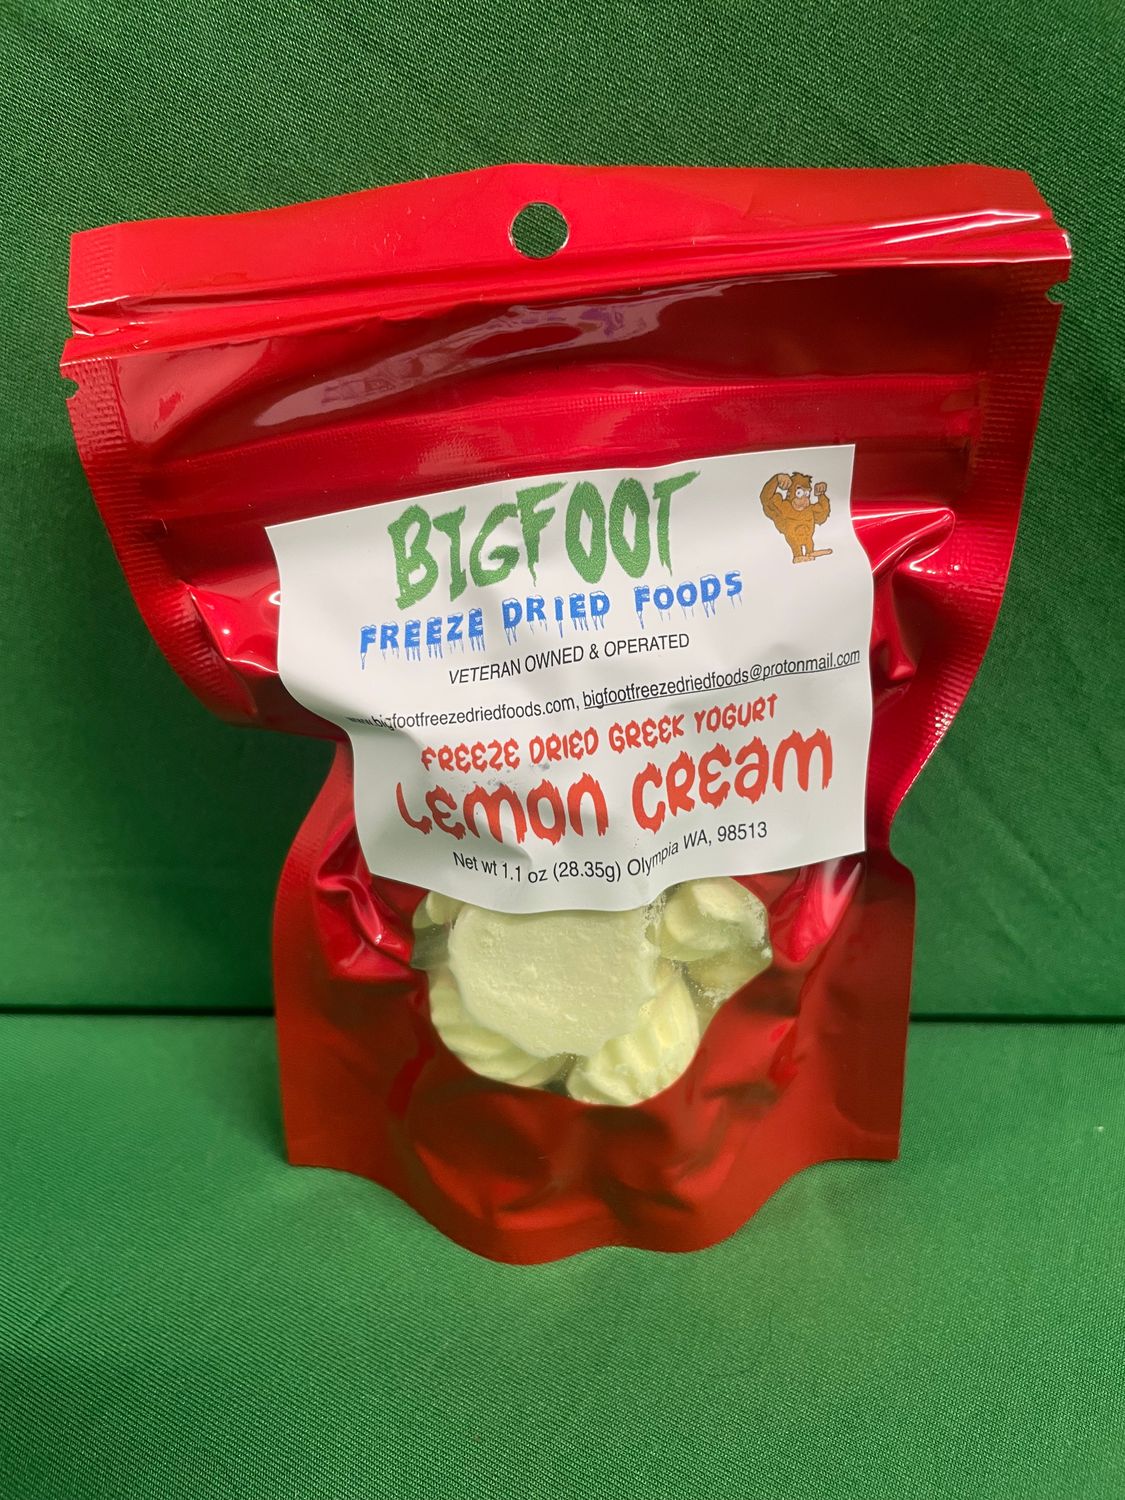 BIGFOOT
FREEZE DRIED FOODS
VETERAN OWNED & OPERATED
www.bigfootfreezedriedfoods.com, bigfootfreezedriedfoods@protonmail.com
FREEZE DRIED GREEK YOGURT
LEMON CREAM
Net wt 1.1 oz (28.35g) Olympia WA, 98513